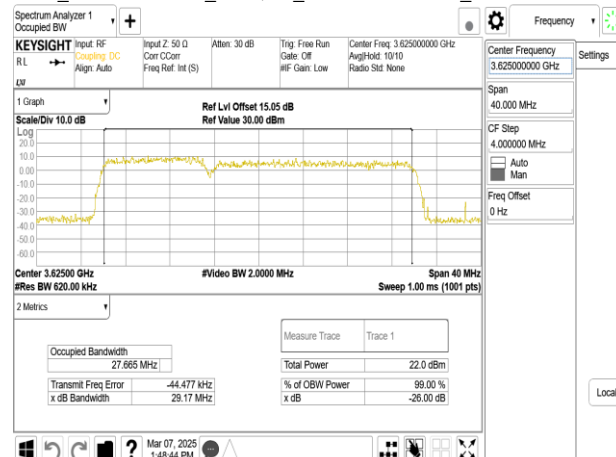 Spectrum Analyzer 1
Occupied BW
Frequency
KEYSIGHT
RL
LXI
Input: RF
Coupling: DC
Align: Auto
Input Z: 50 Ω
Corr CCorr
Freq Ref: Int (S)
Atten: 30 dB
Trig: Free Run
Gate: Off
#IF Gain: Low
Center Freq: 3.625000000 GHz
Avg|Hold: 10/10
Radio Std: None
Center Frequency
3.625000000 GHz
Settings
Span
40.000 MHz
CF Step
4.000000 MHz
Auto
Man
Freq Offset
0 Hz
Local
1 Graph
Scale/Div 10.0 dB
Ref Lvl Offset 15.05 dB
Ref Value 30.00 dBm
Log
20.0
10.0
0.00
-10.0
-20.0
-30.0
-40.0
-50.0
-60.0
Center 3.62500 GHz
#Video BW 2.0000 MHz
Span 40 MHz
#Res BW 620.00 kHz
Sweep 1.00 ms (1001 pts)
2 Metrics
Measure Trace
Trace 1
Occupied Bandwidth
27.665 MHz
Total Power
22.0 dBm
Transmit Freq Error
-44.477 kHz
% of OBW Power
99.00 %
x dB Bandwidth
29.17 MHz
x dB
-26.00 dB
Mar 07, 2025
1:48:44 PM